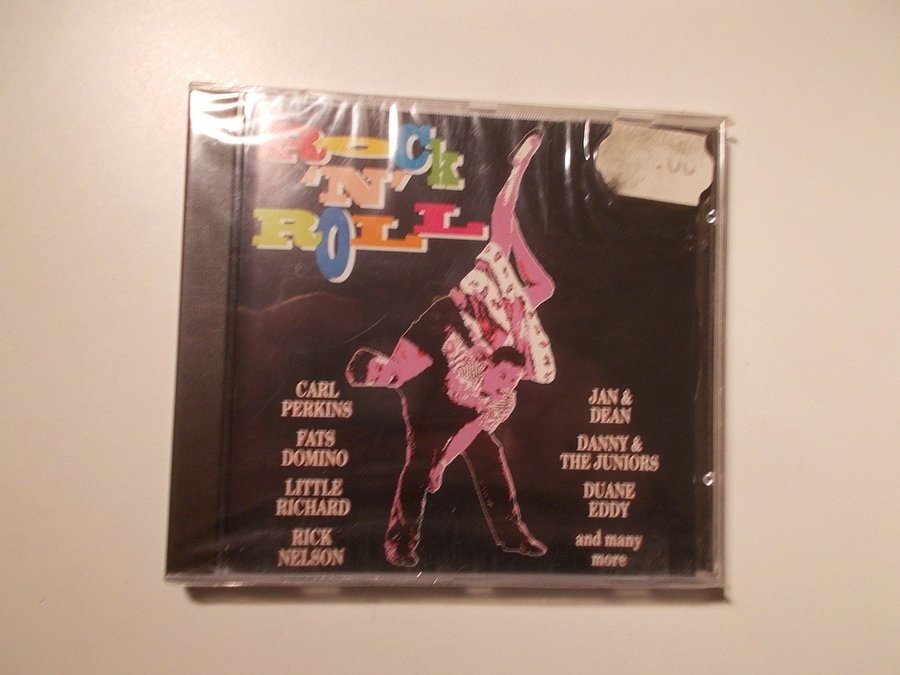 ROCK
'N'
ROLL
CARL
PERKINS
FATS
DOMINO
LITTLE
RICHARD
RICK
NELSON
JAN &
DEAN
DANNY &
THE JUNIORS
DUANE
EDDY
and many
more